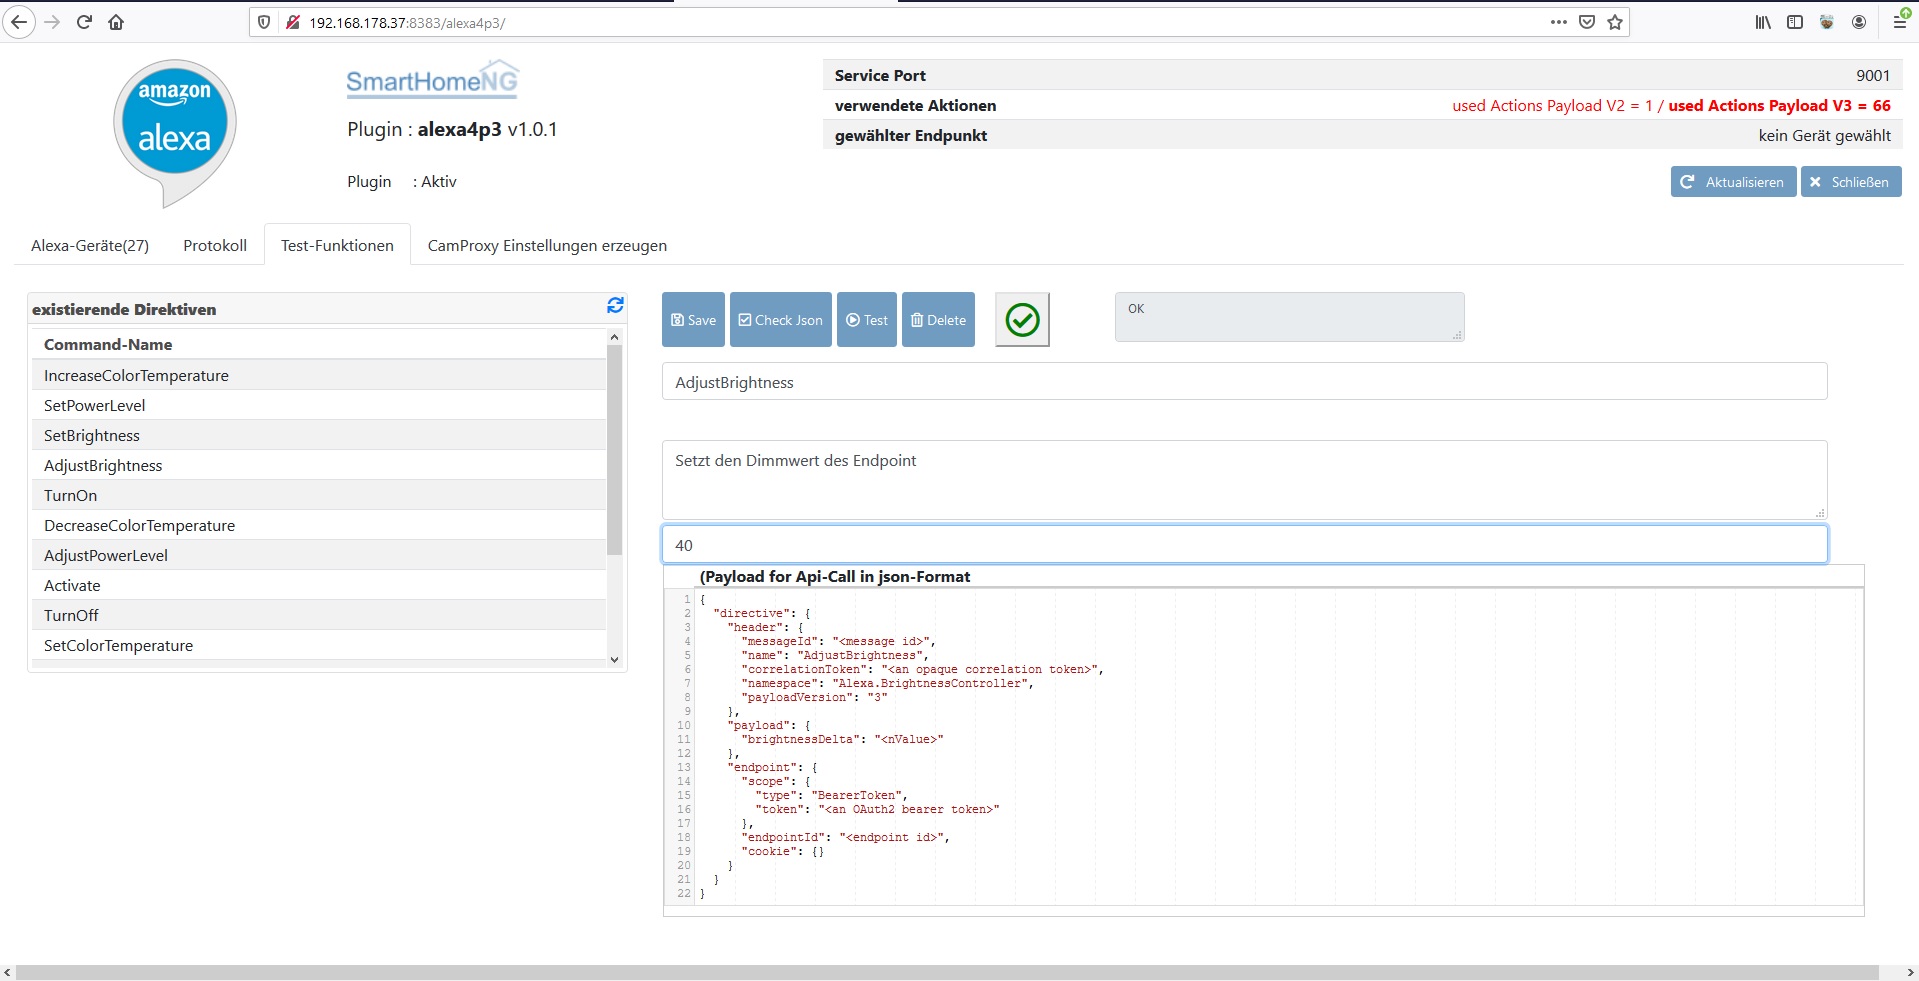 192.168.178.37:8383/alexa4p3/
amazon
alexa
SmartHomeNG
Plugin : alexa4p3 v1.0.1
Plugin : Aktiv
Service Port 9001
verwendete Aktionen used Actions Payload V2 = 1 / used Actions Payload V3 = 66
gewählter Endpunkt kein Gerät gewählt
Aktualisieren Schließen
Alexa-Geräte(27) Protokoll Test-Funktionen CamProxy Einstellungen erzeugen
existierende Direktiven
Command-Name
IncreaseColorTemperature
SetPowerLevel
SetBrightness
AdjustBrightness
TurnOn
DecreaseColorTemperature
AdjustPowerLevel
Activate
TurnOff
SetColorTemperature
Save Check Json Test Delete
OK
AdjustBrightness
Setzt den Dimmwert des Endpoint
40
(Payload for Api-Call in json-Format
1 {
2 "directive": {
3 "header": {
4 "messageId": "<message id>",
5 "name": "AdjustBrightness",
6 "correlationToken": "<an opaque correlation token>",
7 "namespace": "Alexa.BrightnessController",
8 "payloadVersion": "3"
9 },
10 "payload": {
11 "brightnessDelta": "<nValue>"
12 },
13 "endpoint": {
14 "scope": {
15 "type": "BearerToken",
16 "token": "<an OAuth2 bearer token>"
17 },
18 "endpointId": "<endpoint id>",
19 "cookie": {}
20 }
21 }
22 }